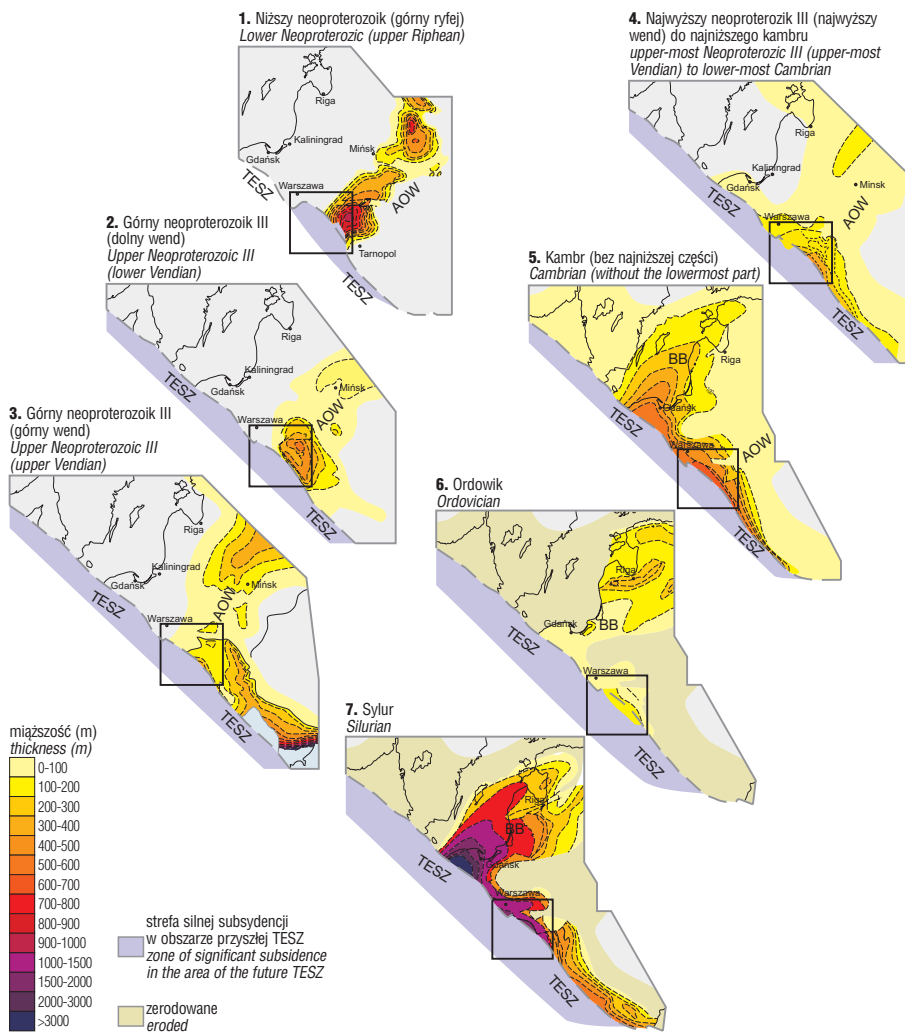 1. Niższy neoproterozoik (górny ryfej)
Lower Neoproterozic (upper Riphean)
Riga
Kaliningrad
Gdańsk
Mińsk
TESZ
Warszawa
AOW
Tarnopol
TESZ
2. Górny neoproterozoik III
(dolny wend)
Upper Neoproterozoic III
(lower Vendian)
Riga
Kaliningrad
Gdańsk
Mińsk
TESZ
AOW
Warszawa
TESZ
3. Górny neoproterozoik III
(górny wend)
Upper Neoproterozoic III
(upper Vendian)
Riga
Kaliningrad
Gdańsk
Mińsk
TESZ
AOW
Warszawa
TESZ
4. Najwyższy neoproterozik III (najwyższy
wend) do najniższego kambru
upper-most Neoproterozic III (upper-most
Vendian) to lower-most Cambrian
Riga
Kaliningrad
Gdańsk
Minsk
TESZ
AOW
Warszawa
TESZ
5. Kambr (bez najniższej części)
Cambrian (without the lowermost part)
BB
Riga
Gdańsk
TESZ
Warszawa
AOW
TESZ
6. Ordowik
Ordovician
Riga
Gdańsk
BB
TESZ
Warszawa
TESZ
7. Sylur
Silurian
Riga
BB
Gdańsk
TESZ
Warszawa
TESZ
miąższość (m)
thickness (m)
0-100
100-200
200-300
300-400
400-500
500-600
600-700
700-800
800-900
900-1000
1000-1500
1500-2000
2000-3000
>3000
strefa silnej subsydencji
w obszarze przyszłej TESZ
zone of significant subsidence
in the area of the future TESZ
zerodowane
eroded